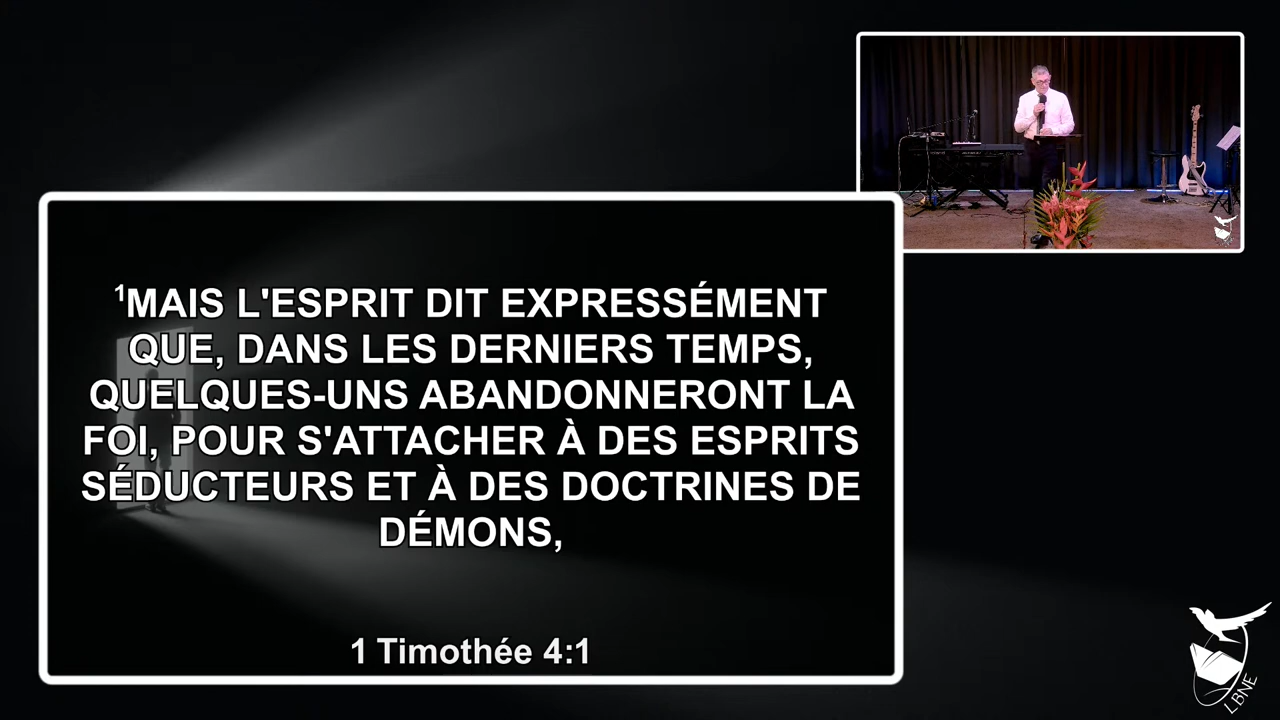 ¹MAIS L'ESPRIT DIT EXPRESSÉMENT
QUE, DANS LES DERNIERS TEMPS,
QUELQUES-UNS ABANDONNERONT LA
FOI, POUR S'ATTACHER À DES ESPRITS
SÉDUCTEURS ET À DES DOCTRINES DE
DÉMONS,
1 Timothée 4:1
LBNE